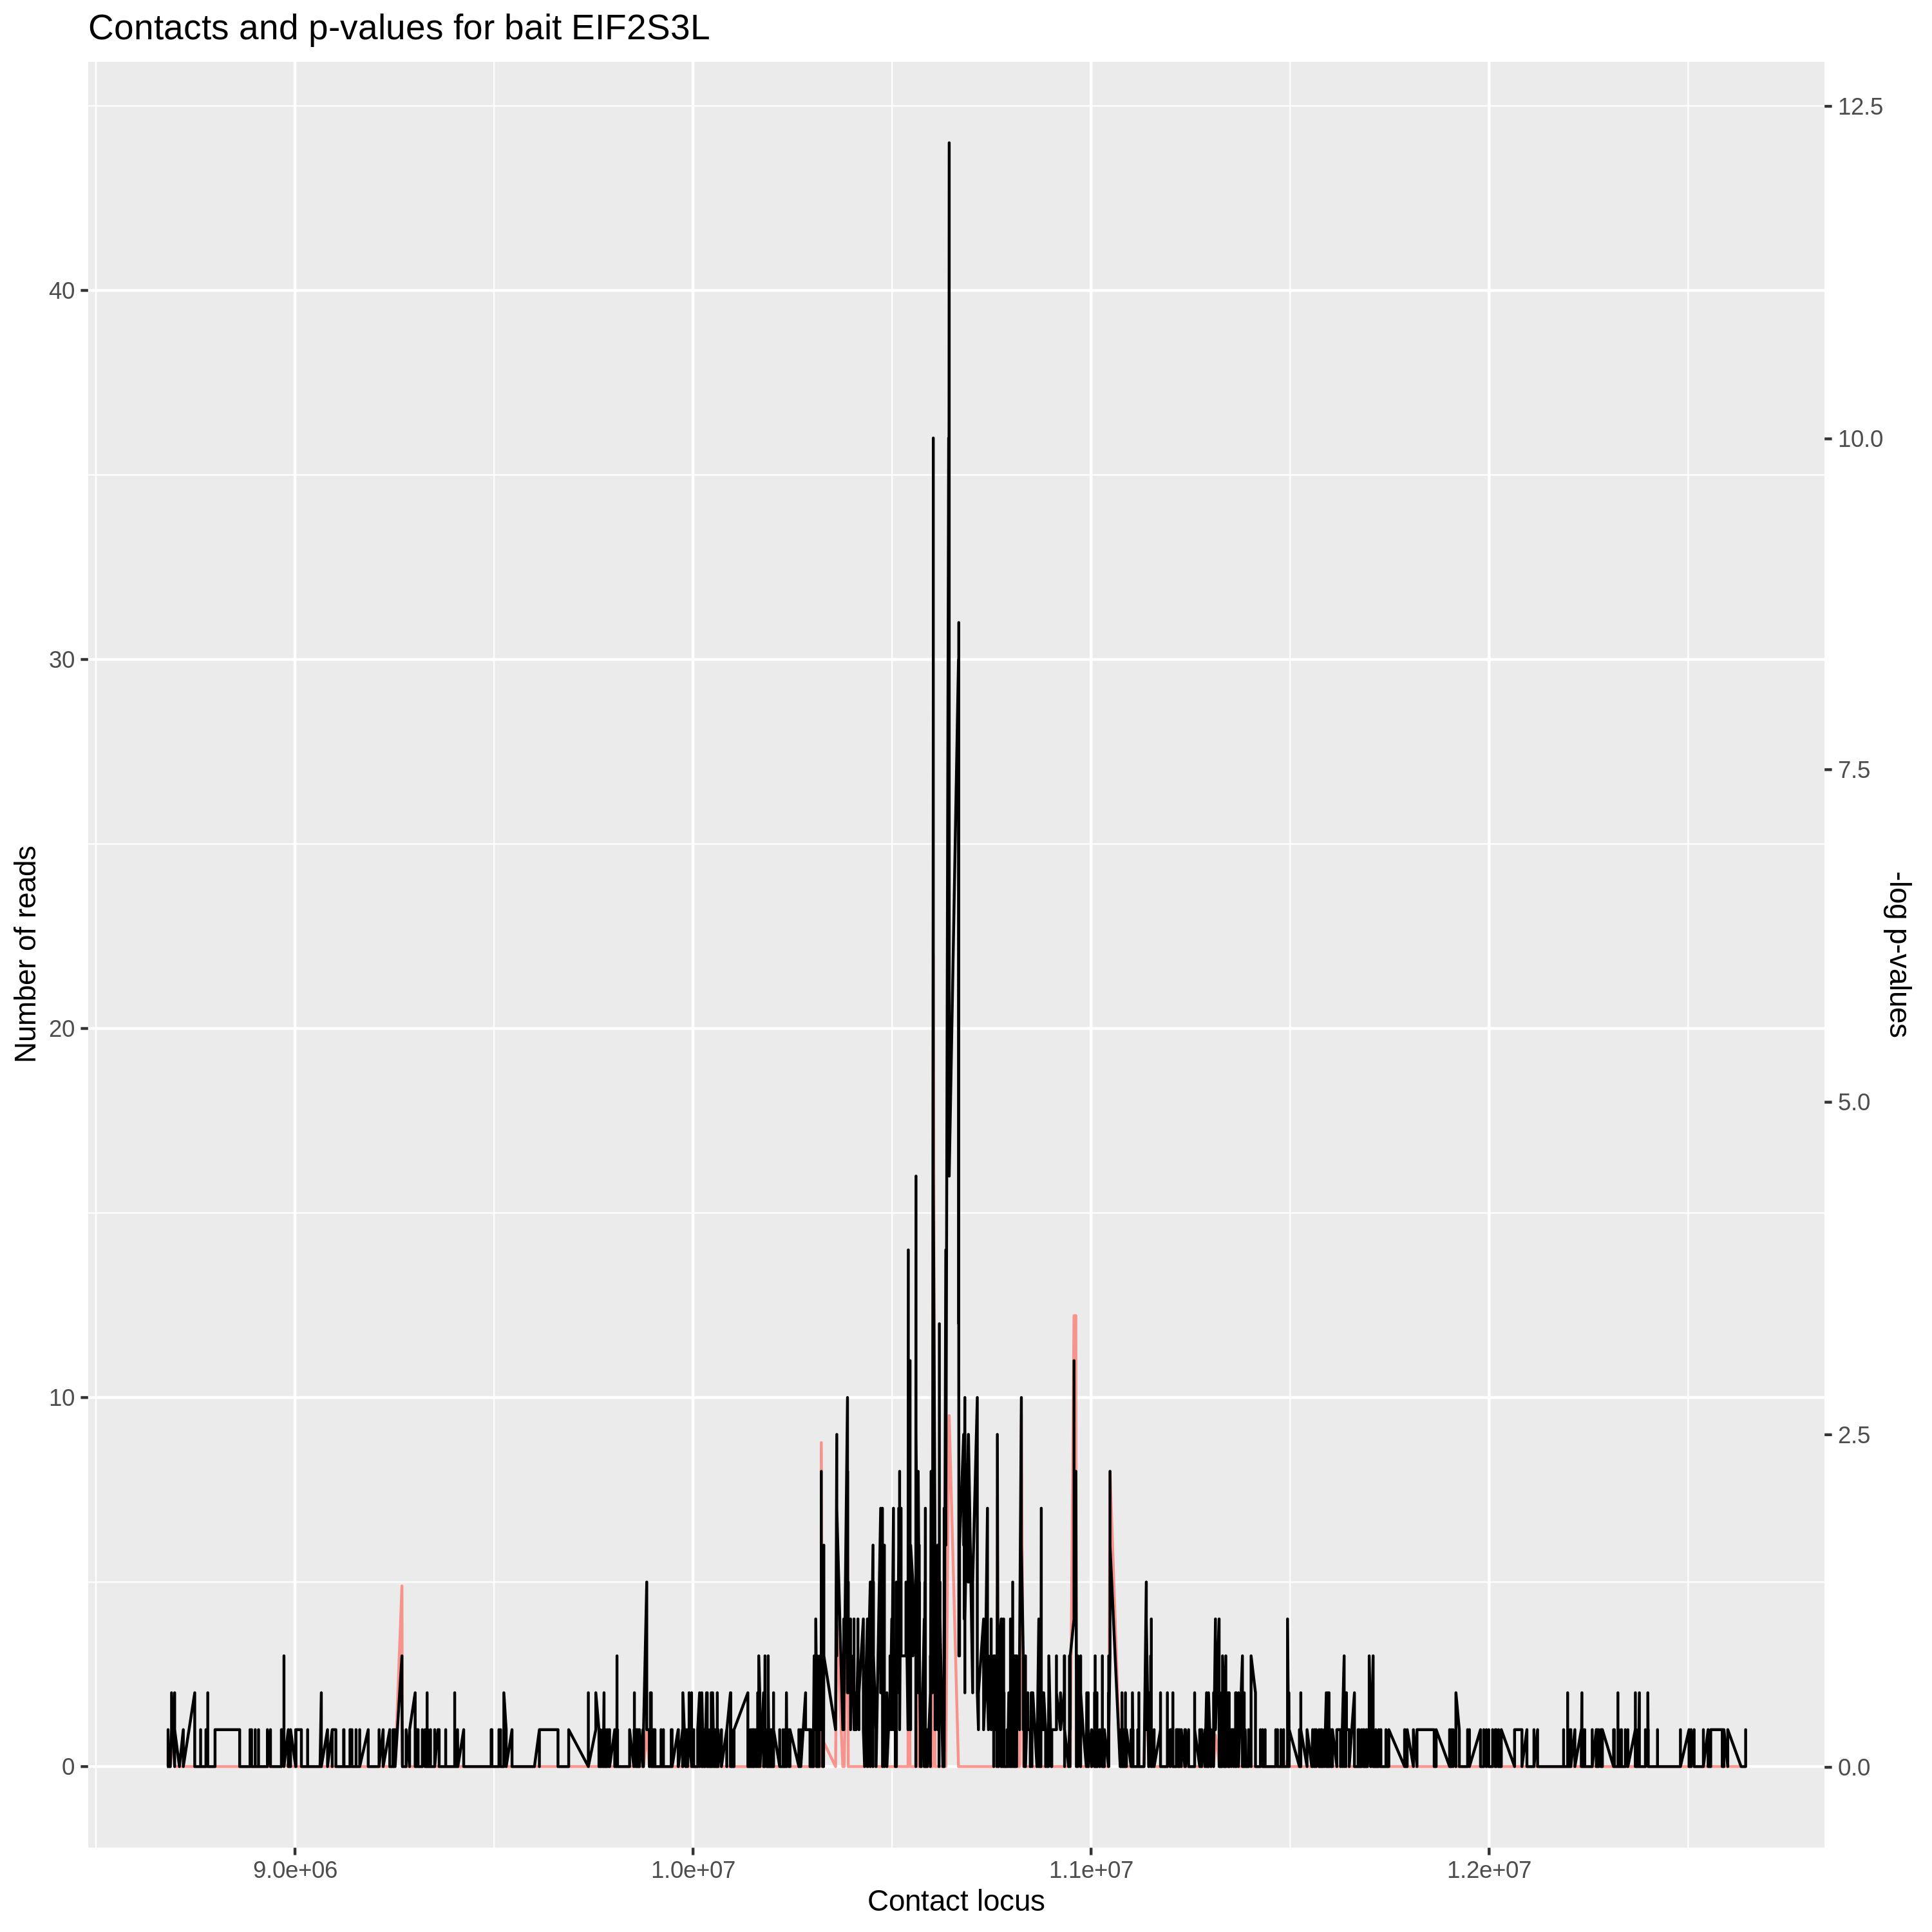 Contacts and p-values for bait EIF2S3L
12.5
40
10.0
30
7.5
Number of reads
-log p-values
20
5.0
10
2.5
0
0.0
9.0e+06
1.0e+07
1.1e+07
1.2e+07
Contact locus